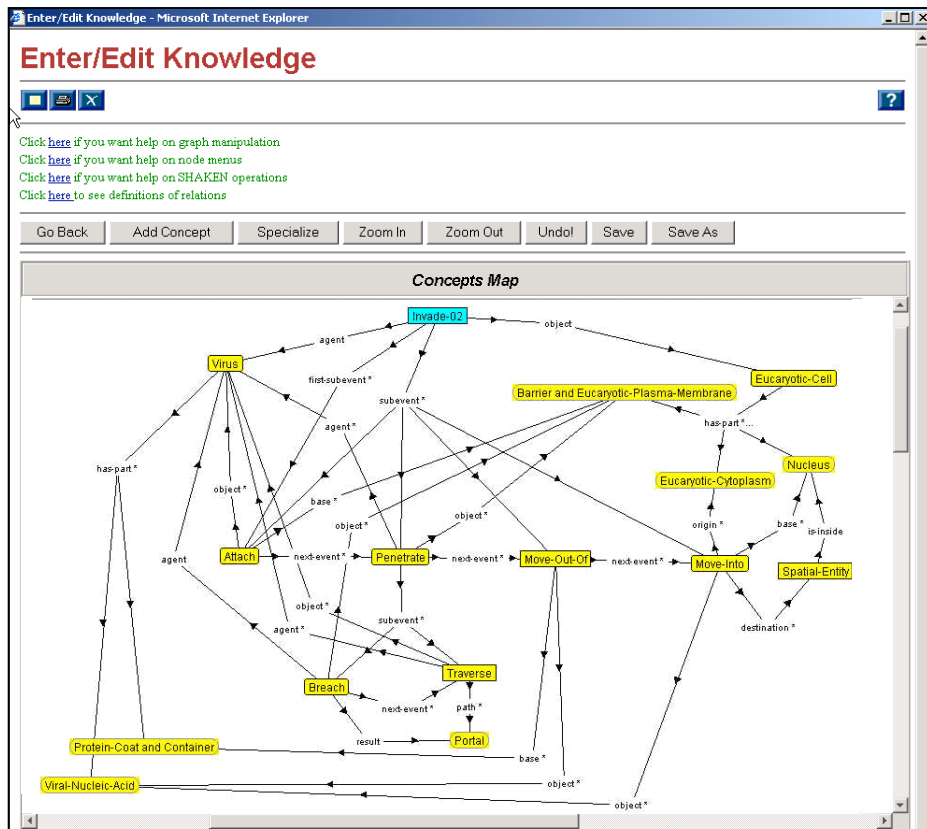 Enter/Edit Knowledge - Microsoft Internet Explorer
Enter/Edit Knowledge
?
Click here if you want help on graph manipulation
Click here if you want help on node menus
Click here if you want help on SHAKEN operations
Click here to see definitions of relations
Go Back Add Concept Specialize Zoom In Zoom Out Undo! Save Save As
Concepts Map
Invade-02
object
agent
Virus
first-subevent *
Eucaryotic-Cell
Barrier and Eucaryotic-Plasma-Membrane
subevent *
has-part *...
agent *
has-part *
Nucleus
Eucaryotic-Cytoplasm
object *
base *
object *
object *
origin *
base *
is-inside
agent
Attach
next-event *
Penetrate
next-event *
Move-Out-Of
next-event *
Move-Into
Spatial-Entity
object *
subevent *
agent *
destination *
Traverse
Breach
next-event *
path *
result
Portal
Protein-Coat and Container
base *
Viral-Nucleic-Acid
object *
object *